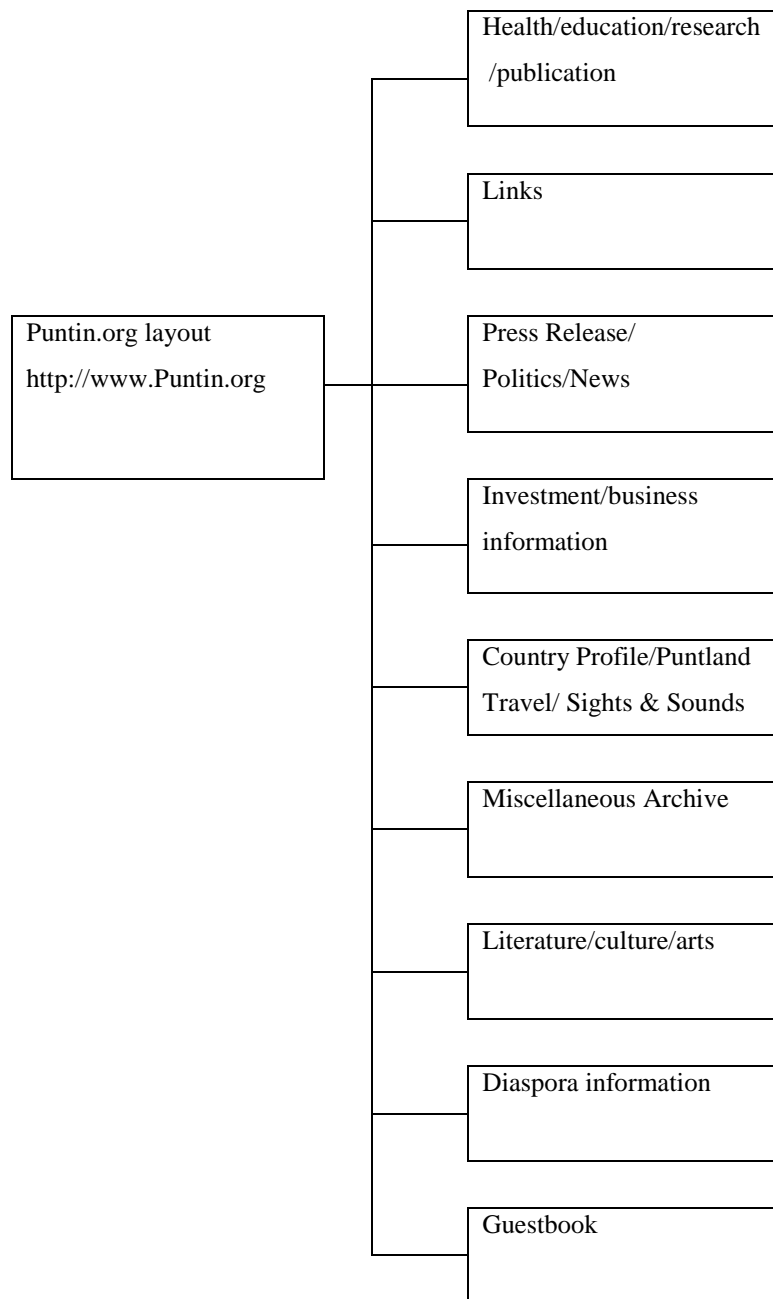 Health/education/research
/publication
Links
Puntin.org layout
http://www.Puntin.org
Press Release/
Politics/News
Investment/business
information
Country Profile/Puntland
Travel/ Sights & Sounds
Miscellaneous Archive
Literature/culture/arts
Diaspora information
Guestbook